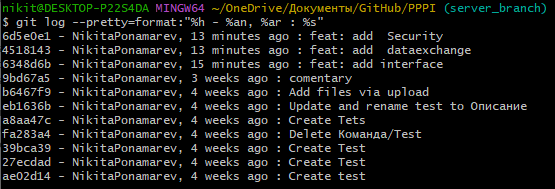 nikit@DESKTOP-P22S4DA MINGW64 ~/OneDrive/Документы/GitHub/PPPI (server_branch)
$ git log --pretty=format:"%h - %an, %ar : %s"
6d5e0e1 - NikitaPonamarev, 13 minutes ago : feat: add  Security
4518143 - NikitaPonamarev, 13 minutes ago : feat: add  dataexchange
6348d6b - NikitaPonamarev, 15 minutes ago : feat: add interface
9bd67a5 - NikitaPonamarev, 3 weeks ago : comentary
b6467f9 - NikitaPonamarev, 4 weeks ago : Add files via upload
eb1636b - NikitaPonamarev, 4 weeks ago : Update and rename test to Описание
a8aa47c - NikitaPonamarev, 4 weeks ago : Create Tets
fa283a4 - NikitaPonamarev, 4 weeks ago : Delete Команда/Test
39bca39 - NikitaPonamarev, 4 weeks ago : Create Test
27ecdad - NikitaPonamarev, 4 weeks ago : Create test
ae02d14 - NikitaPonamarev, 4 weeks ago : Create test